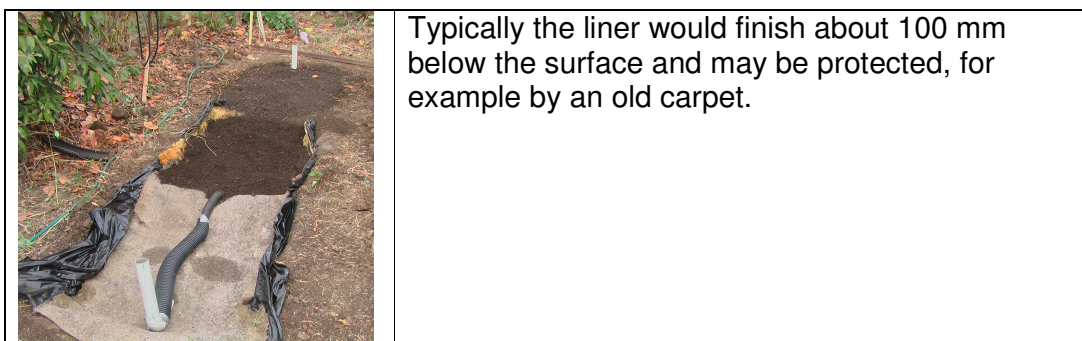 Typically the liner would finish about 100 mm
below the surface and may be protected, for
example by an old carpet.